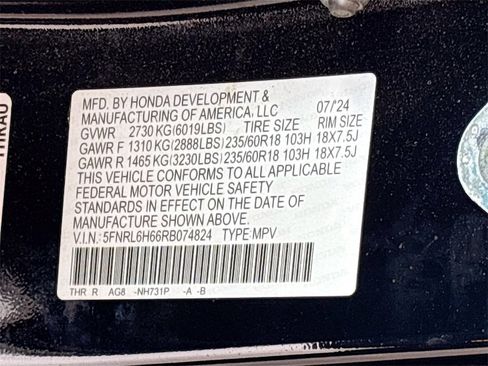 MFD. BY HONDA DEVELOPMENT &
MANUFACTURING OF AMERICA, LLC 07/'24
GVWR 2730 KG(6019LBS) TIRE SIZE RIM SIZE
GAWR F 1310 KG(2888LBS) 235/60R18 103H 18X7.5J
GAWR R 1465 KG(3230LBS) 235/60R18 103H 18X7.5J
THIS VEHICLE CONFORMS TO ALL APPLICABLE
FEDERAL MOTOR VEHICLE SAFETY
STANDARDS IN EFFECT ON THE DATE OF
MANUFACTURE SHOWN ABOVE.
V.I.N.: 5FNRL6H66RB074824 TYPE:MPV
THR R AG8 -NH731P -A -B
THRAO